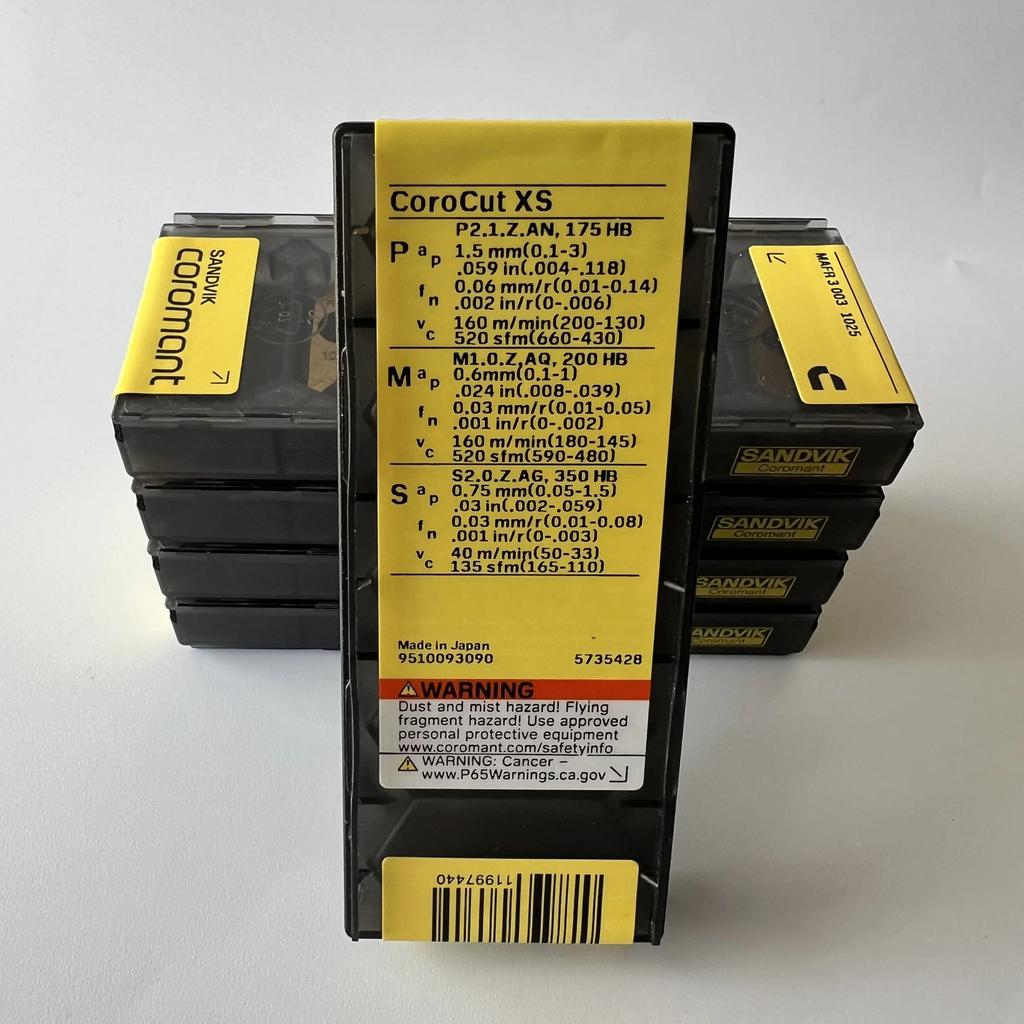 CoroCut XS
P2.1.Z.AN, 175 HB
P ap 1.5 mm(0.1-3)
.059 in(.004-.118)
fn 0.06 mm/r(0.01-0.14)
.002 in/r(0-.006)
vc 160 m/min(200-130)
520 sfm(660-430)
M1.0.Z.AQ, 200 HB
M ap 0.6mm(0.1-1)
.024 in(.008-.039)
fn 0.03 mm/r(0.01-0.05)
.001 in/r(0-.002)
vc 160 m/min(180-145)
520 sfm(590-480)
S2.0.Z.AG, 350 HB
S ap 0.75 mm(0.05-1.5)
.03 in(.002-.059)
fn 0.03 mm/r(0.01-0.08)
.001 in/r(0-.003)
vc 40 m/min(50-33)
135 sfm(165-110)
Made in Japan
9510093090 5735428
WARNING
Dust and mist hazard! Flying
fragment hazard! Use approved
personal protective equipment
www.coromant.com/safetyinfo
WARNING: Cancer –
www.P65Warnings.ca.gov
11997440
SANDVIK
coromant
MAFR 3 003 1025
SANDVIK
Coromant
SANDVIK
Coromant
SANDVIK
Coromant
SANDVIK
Coromant